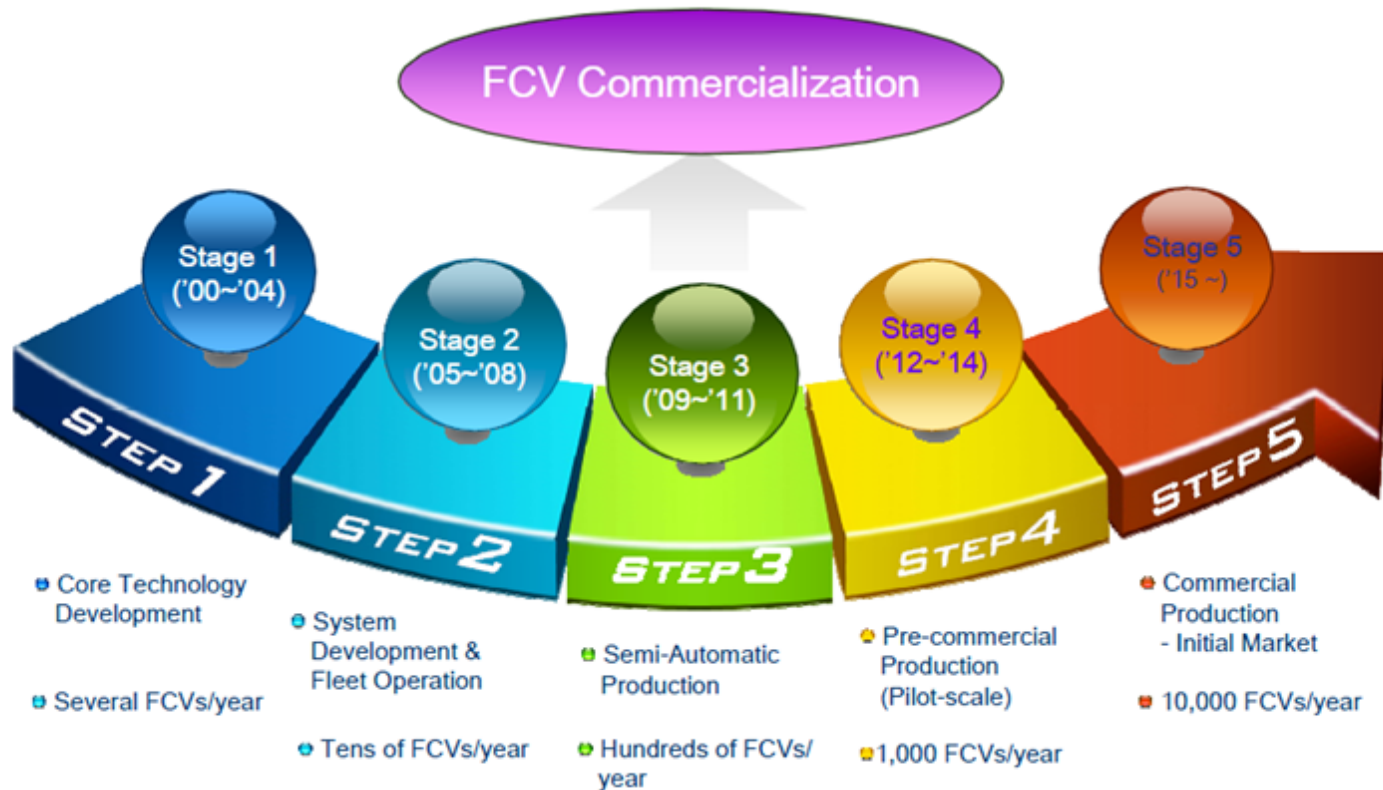 FCV Commercialization
Stage 1
('00~'04)
Stage 2
('05~'08)
Stage 3
('09~'11)
Stage 4
('12~'14)
Stage 5
('15 ~)
STEP 1
STEP 2
STEP 3
STEP 4
STEP 5
Core Technology
Development
Several FCVs/year
System
Development &
Fleet Operation
Tens of FCVs/year
Semi-Automatic
Production
Hundreds of FCVs/
year
Pre-commercial
Production
(Pilot-scale)
1,000 FCVs/year
Commercial
Production
- Initial Market
10,000 FCVs/year